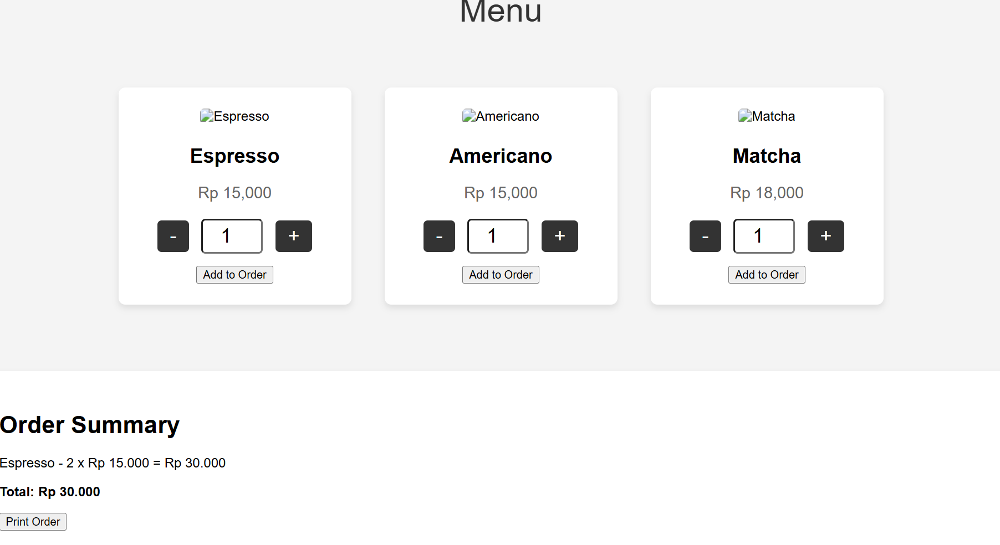 Menu
Espresso
Americano
Matcha
Espresso
Americano
Matcha
Rp 15,000
Rp 15,000
Rp 18,000
- 1 +
- 1 +
- 1 +
Add to Order
Add to Order
Add to Order
Order Summary
Espresso - 2 x Rp 15.000 = Rp 30.000
Total: Rp 30.000
Print Order